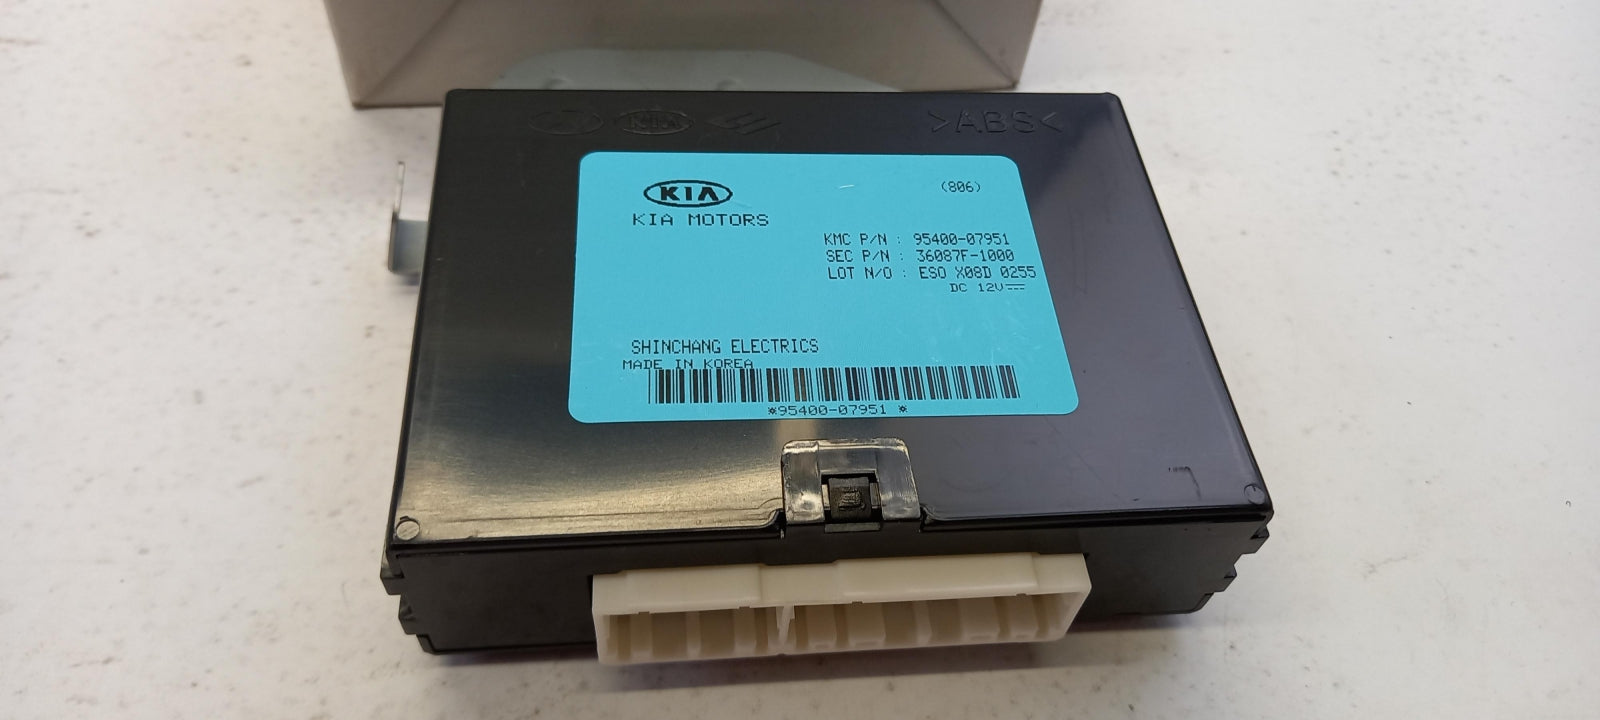 KIA
>ABS<
KIA
(806)
KIA MOTORS
KMC P/N : 95400-07951
SEC P/N : 36087F-1000
LOT N/O : ESO X08D 0255
DC 12V
SHINCHANG ELECTRICS
MADE IN KOREA
*95400-07951 *